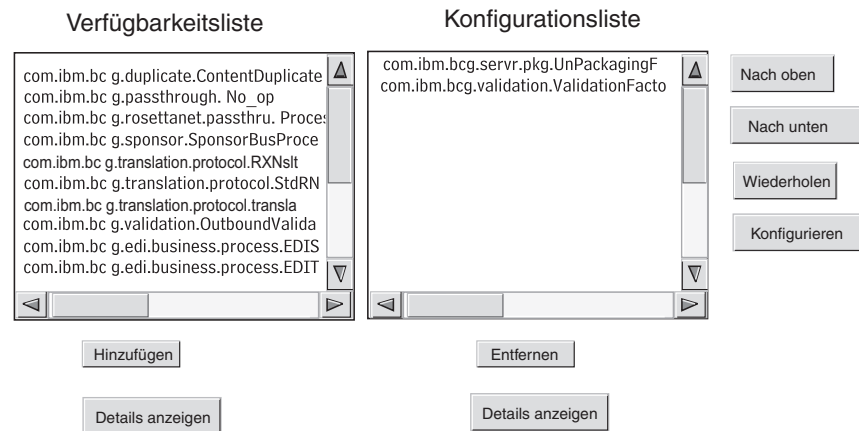 Verfügbarkeitsliste
com.ibm.bc g.duplicate.ContentDuplicate
com.ibm.bc g.passthrough. No_op
com.ibm.bc g.rosettanet.passthru. Proces
com.ibm.bc g.sponsor.SponsorBusProce
com.ibm.bc g.translation.protocol.RXNslt
com.ibm.bc g.translation.protocol.StdRN
com.ibm.bc g.translation.protocol.transla
com.ibm.bc g.validation.OutboundValida
com.ibm.bc g.edi.business.process.EDIS
com.ibm.bc g.edi.business.process.EDIT
Hinzufügen
Details anzeigen
Konfigurationsliste
com.ibm.bcg.servr.pkg.UnPackagingF
com.ibm.bcg.validation.ValidationFacto
Entfernen
Details anzeigen
Nach oben
Nach unten
Wiederholen
Konfigurieren